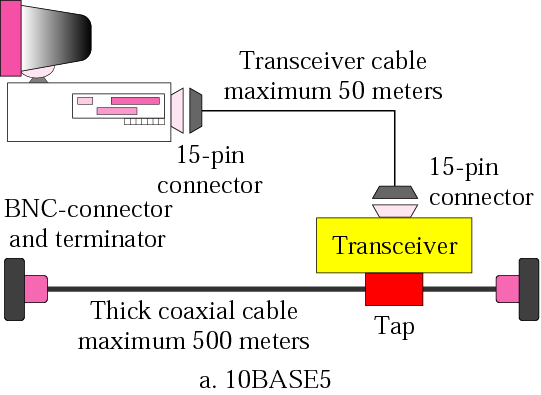 Transceiver cable
maximum 50 meters
15-pin
connector
15-pin
connector
BNC-connector
and terminator
Transceiver
Thick coaxial cable
maximum 500 meters
Tap
a. 10BASE5